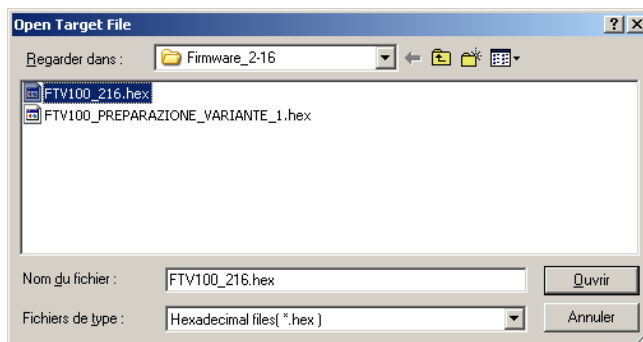 Open Target File
Regarder dans :
Firmware_2-16
FTV100_216.hex
FTV100_PREPARAZIONE_VARIANTE_1.hex
Nom du fichier :
FTV100_216.hex
Ouvrir
Fichiers de type :
Hexadecimal files( *.hex )
Annuler